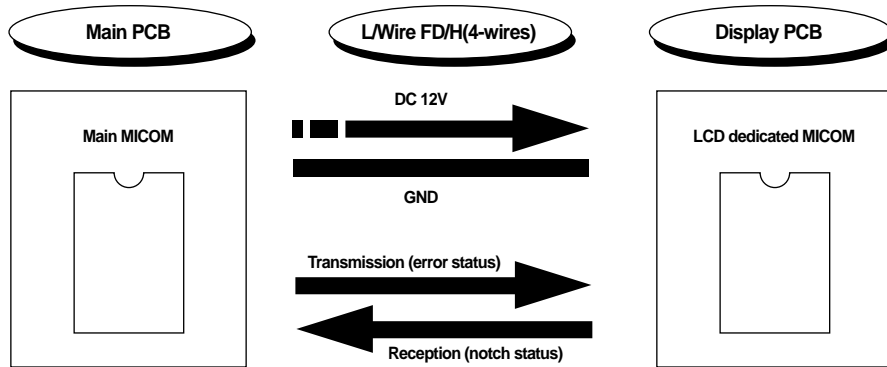 Main PCB
L/Wire FD/H(4-wires)
Display PCB
DC 12V
Main MICOM
LCD dedicated MICOM
GND
Transmission (error status)
Reception (notch status)